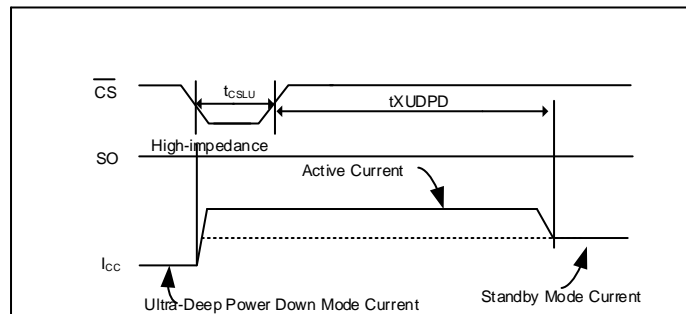 CS
tCSLU
tXUDPD
High-impedance
SO
Active Current
ICC
Ultra-Deep Power Down Mode Current
Standby Mode Current